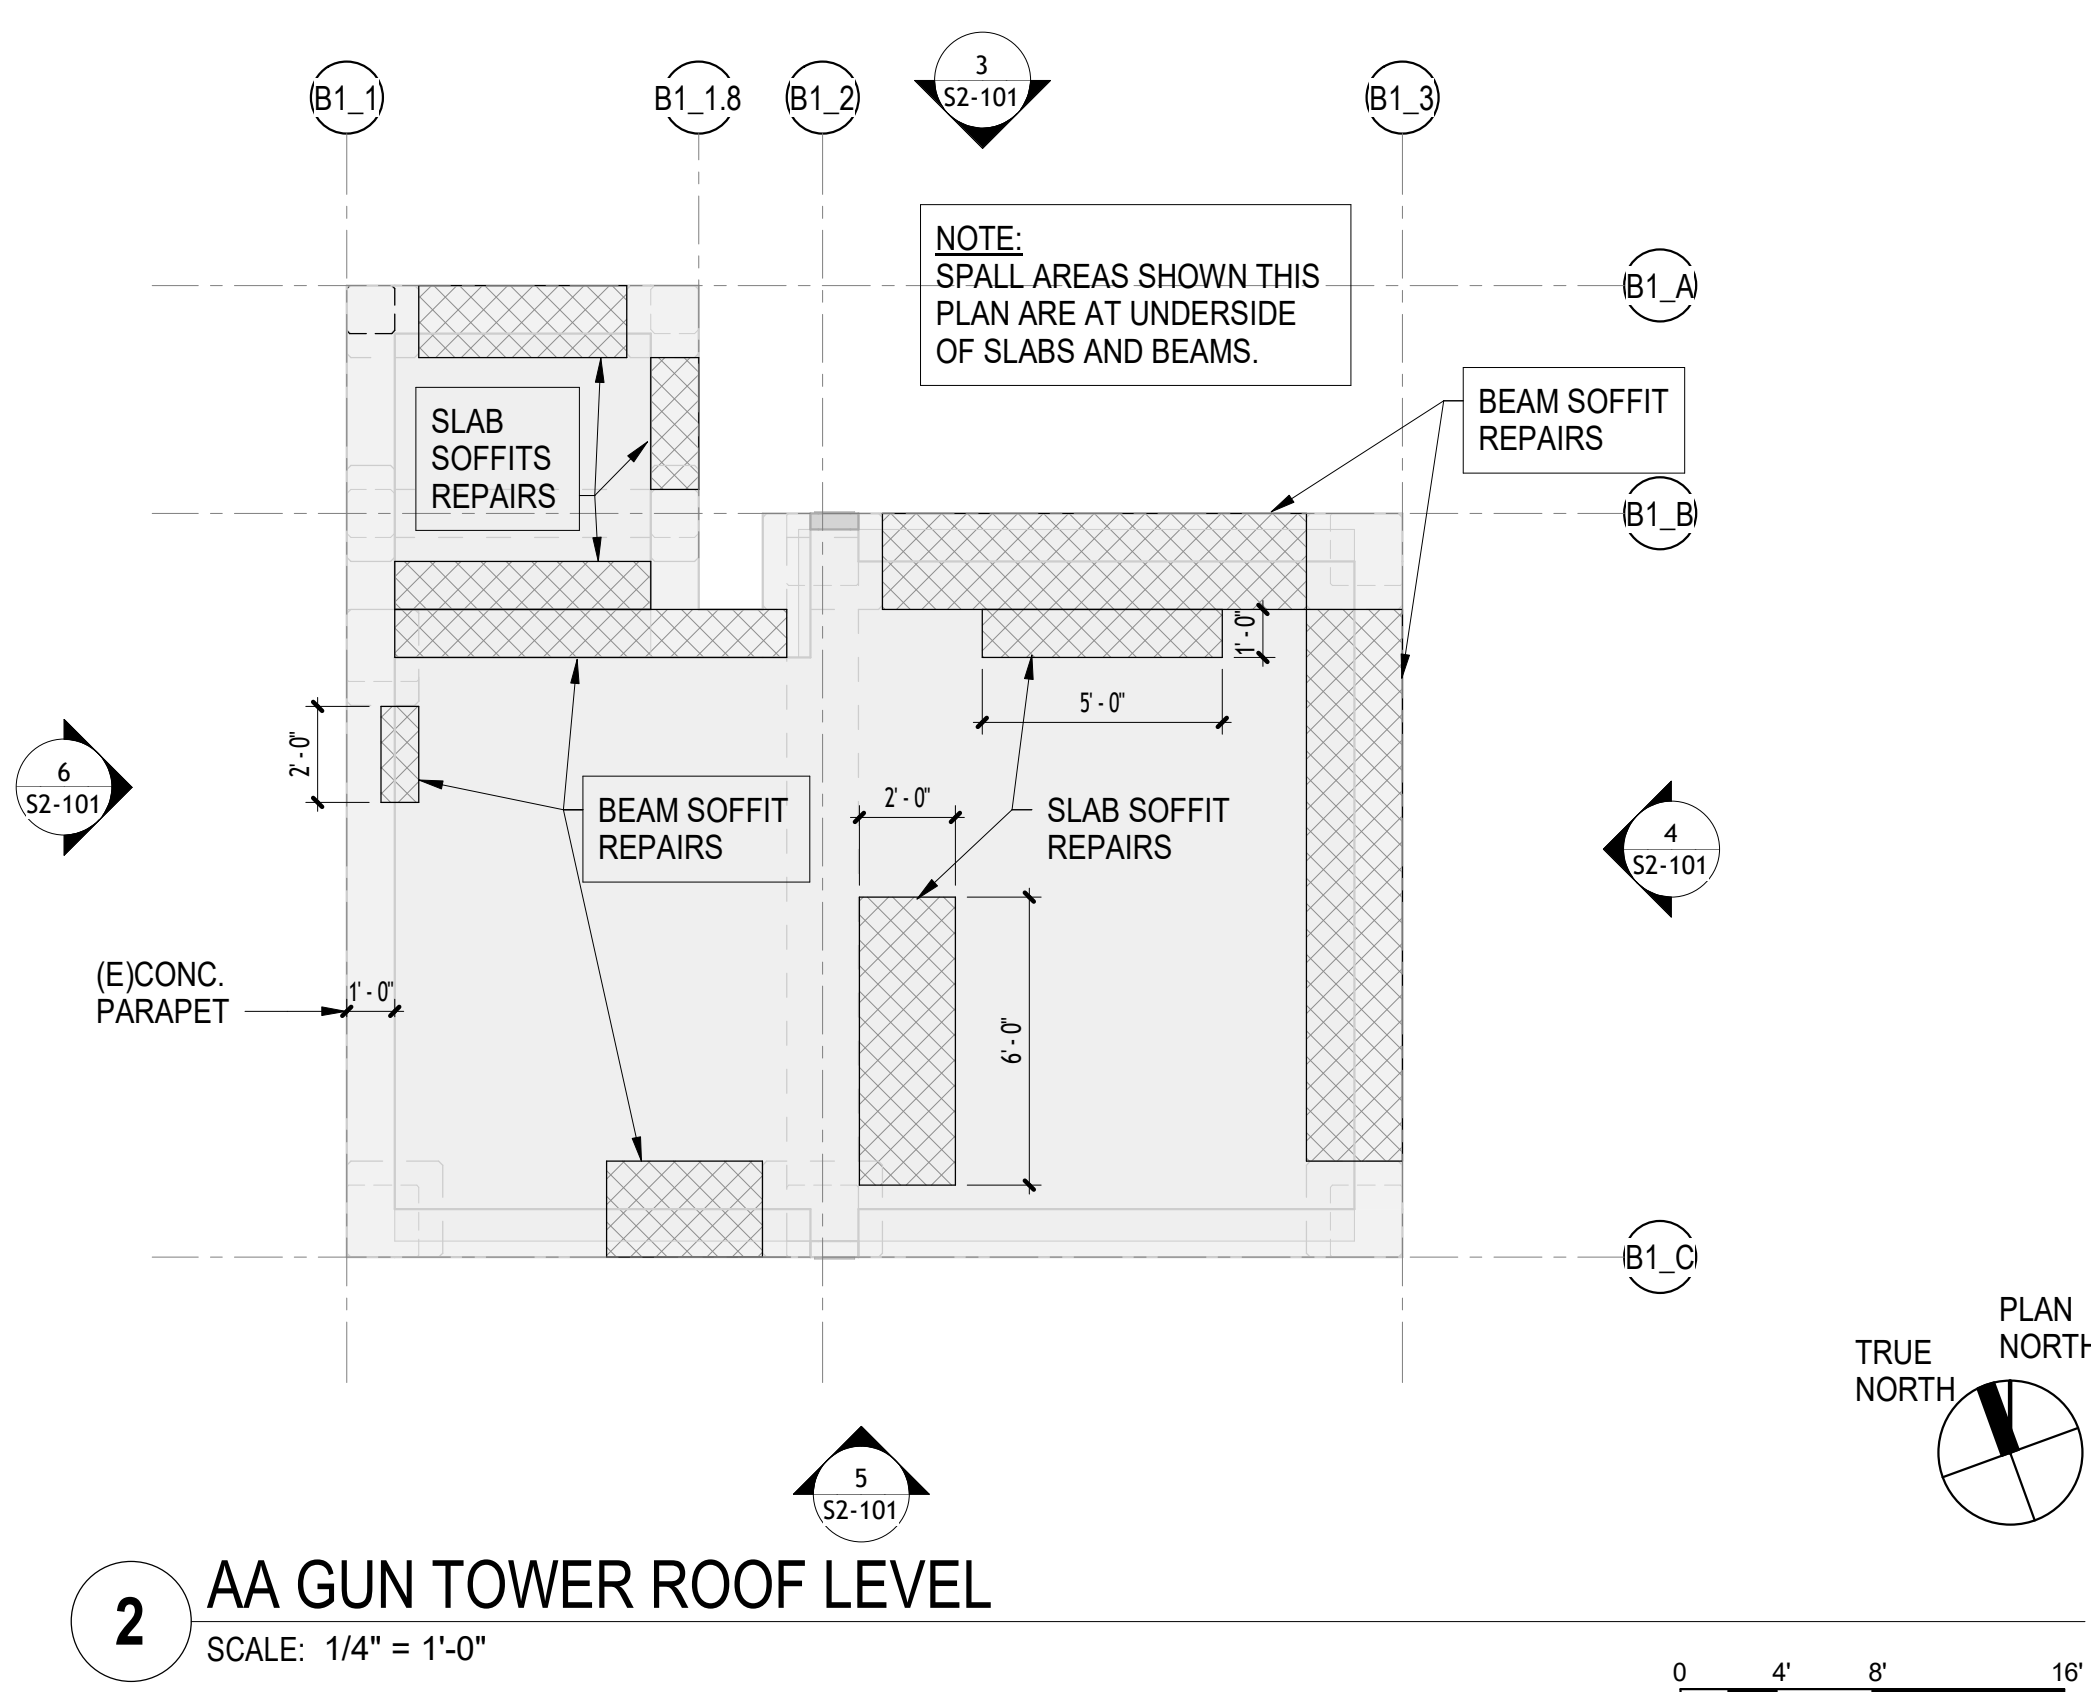 B1_1
B1_1.8
B1_2
3
S2-101
B1_3
NOTE:
SPALL AREAS SHOWN THIS
PLAN ARE AT UNDERSIDE
OF SLABS AND BEAMS.
B1_A
SLAB
SOFFITS
REPAIRS
BEAM SOFFIT
REPAIRS
B1_B
1' - 0"
5' - 0"
2' - 0"
6
S2-101
BEAM SOFFIT
REPAIRS
2' - 0"
SLAB SOFFIT
REPAIRS
4
S2-101
(E)CONC.
PARAPET
1' - 0"
6' - 0"
B1_C
PLAN
NORTH
TRUE
NORTH
5
S2-101
2
AA GUN TOWER ROOF LEVEL
SCALE: 1/4" = 1'-0"
0 4' 8' 16'